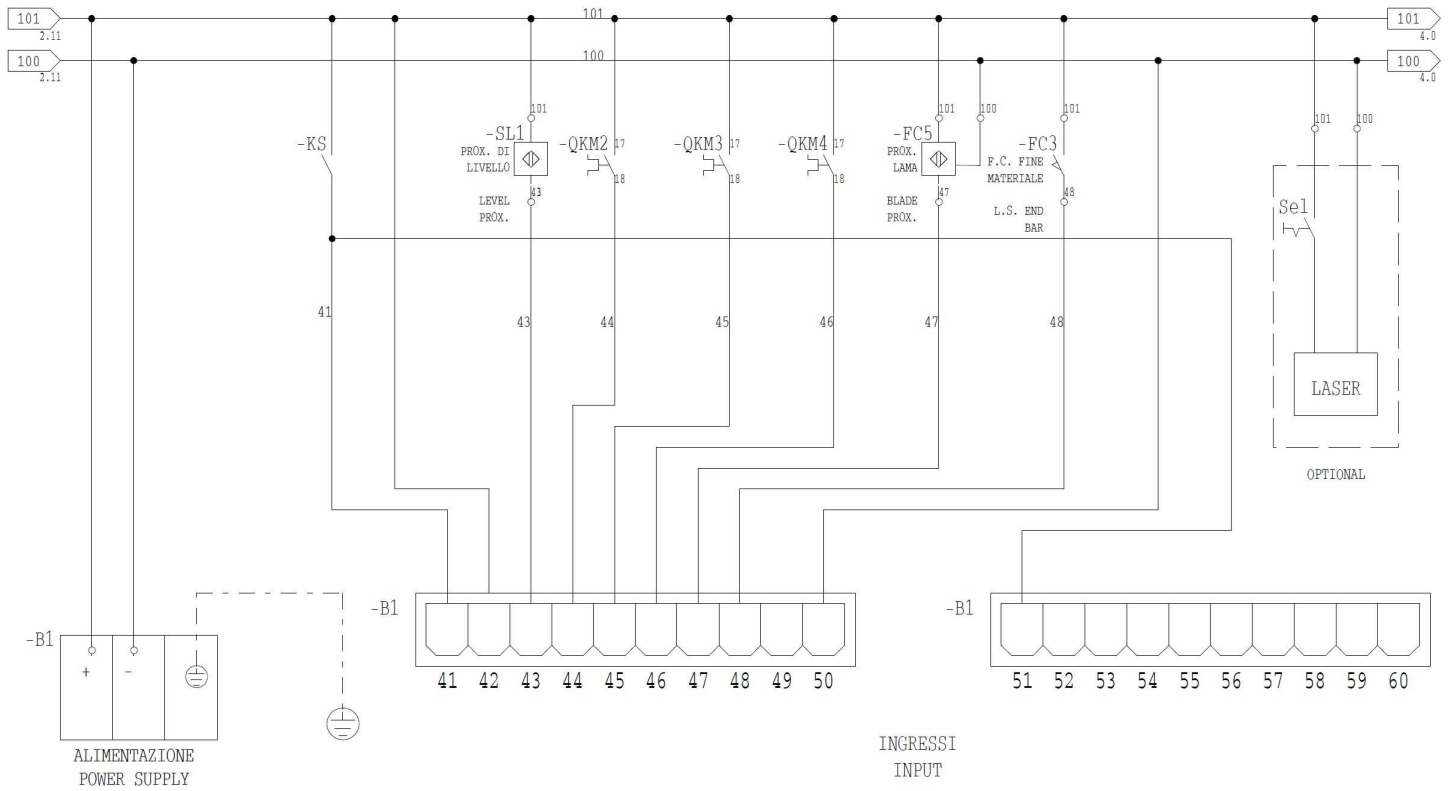 101
2.11
101
101
4.0
100
2.11
100
100
4.0
101
101
100
101
101
100
-SL1
PROX. DI
LIVELLO
-KS
-QKM2
17
-QKM3
17
-QKM4
17
-FC5
PROX.
LAMA
-FC3
F.C. FINE
MATERIALE
18
18
18
43
47
48
LEVEL
PROX.
BLADE
PROX.
L.S. END
BAR
Sel
41
43
44
45
46
47
48
LASER
OPTIONAL
-B1
-B1
-B1
+
-
41 42 43 44 45 46 47 48 49 50
51 52 53 54 55 56 57 58 59 60
ALIMENTAZIONE
POWER SUPPLY
INGRESSI
INPUT